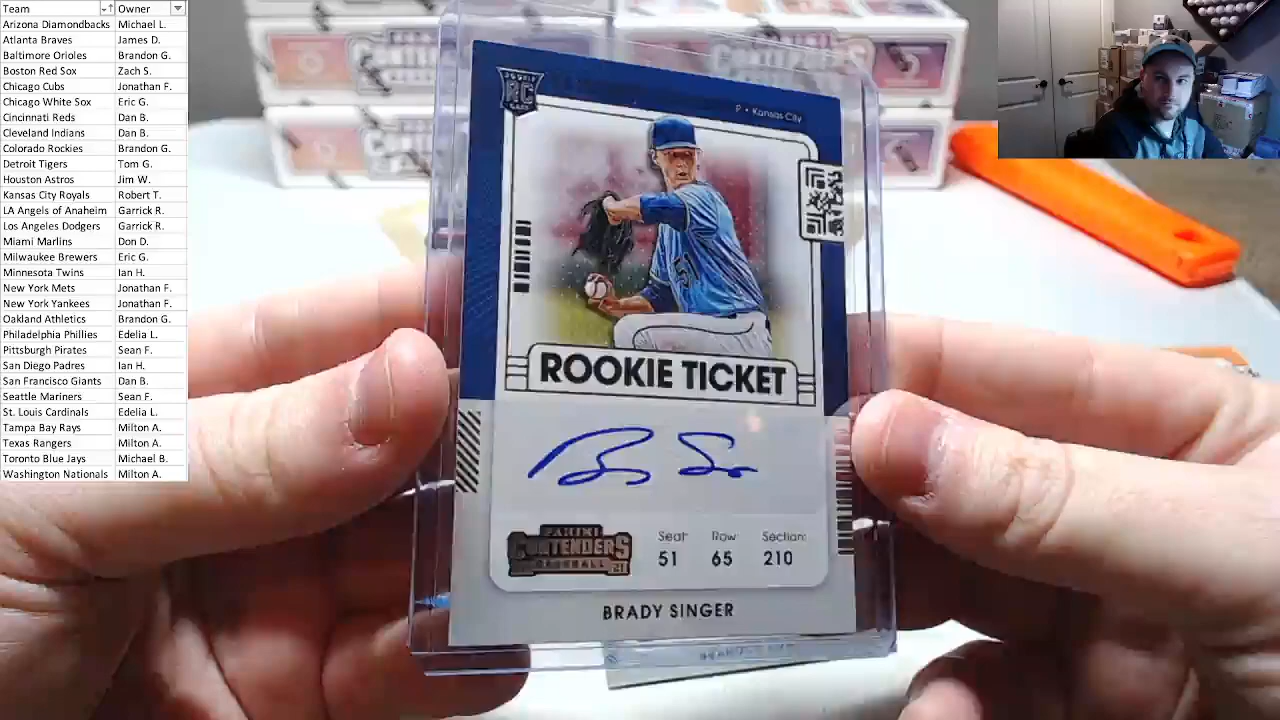 Team Owner
Arizona Diamondbacks Michael L.
Atlanta Braves James D.
Baltimore Orioles Brandon G.
Boston Red Sox Zach S.
Chicago Cubs Jonathan F.
Chicago White Sox Eric G.
Cincinnati Reds Dan B.
Cleveland Indians Dan B.
Colorado Rockies Brandon G.
Detroit Tigers Tom G.
Houston Astros Jim W.
Kansas City Royals Robert T.
LA Angels of Anaheim Garrick R.
Los Angeles Dodgers Garrick R.
Miami Marlins Don D.
Milwaukee Brewers Eric G.
Minnesota Twins Ian H.
New York Mets Jonathan F.
New York Yankees Jonathan F.
Oakland Athletics Brandon G.
Philadelphia Phillies Edelia L.
Pittsburgh Pirates Sean F.
San Diego Padres Ian H.
San Francisco Giants Dan B.
Seattle Mariners Sean F.
St. Louis Cardinals Edelia L.
Tampa Bay Rays Milton A.
Texas Rangers Milton A.
Toronto Blue Jays Michael B.
Washington Nationals Milton A.
RC
P • Kansas City
51
ROOKIE TICKET
PANINI
CONTENDERS
BASEBALL 21
Seat: Row: Section:
51 65 210
BRADY SINGER